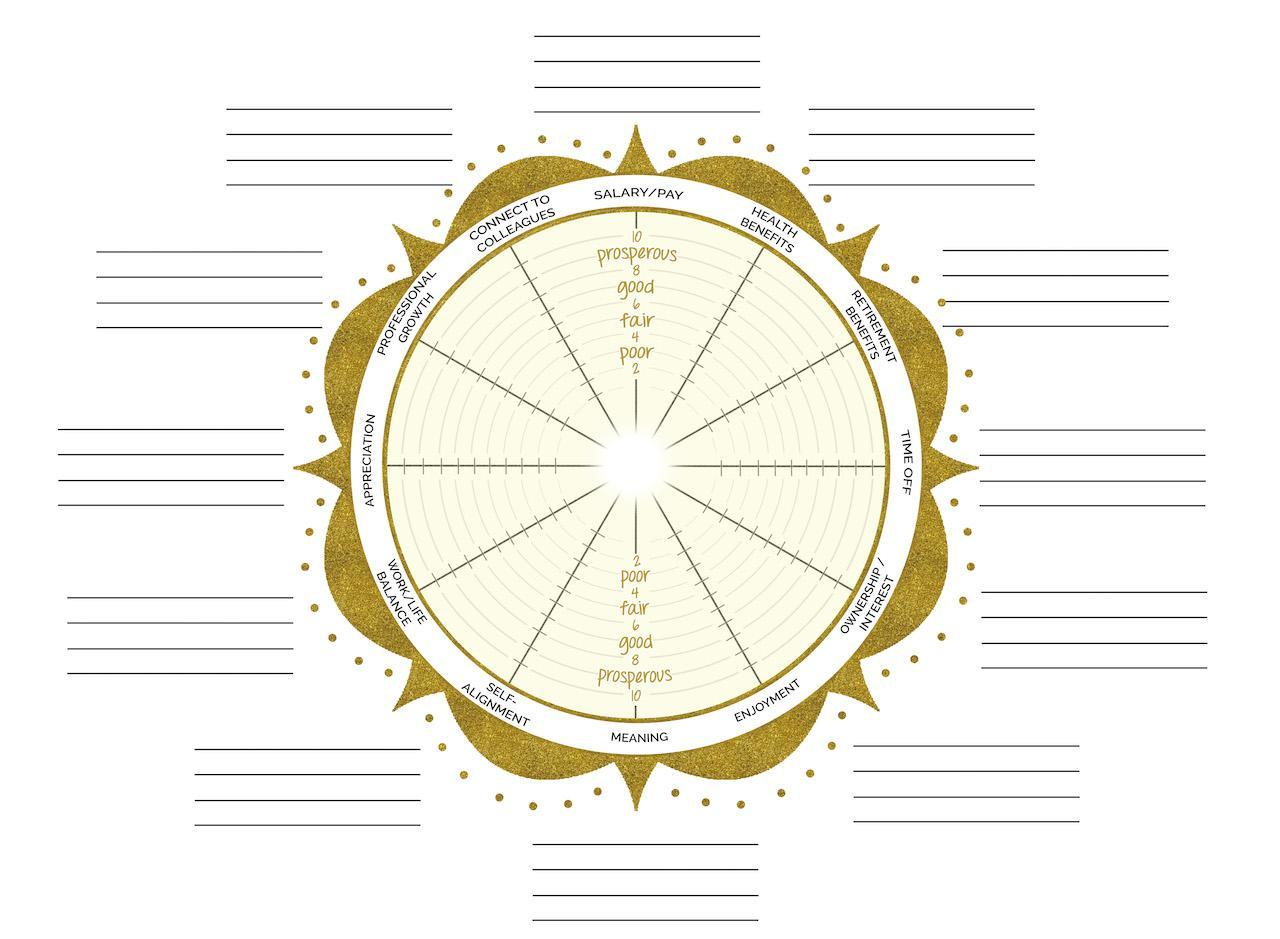 SALARY/PAY
HEALTH
BENEFITS
RETIREMENT
BENEFITS
TIME OFF
OWNERSHIP /
INTEREST
ENJOYMENT
MEANING
SELF-
ALIGNMENT
WORK/LIFE
BALANCE
APPRECIATION
PROFESSIONAL
GROWTH
CONNECT TO
COLLEAGUES
10
prosperous
8
good
6
fair
4
poor
2
2
poor
4
fair
6
good
8
prosperous
10